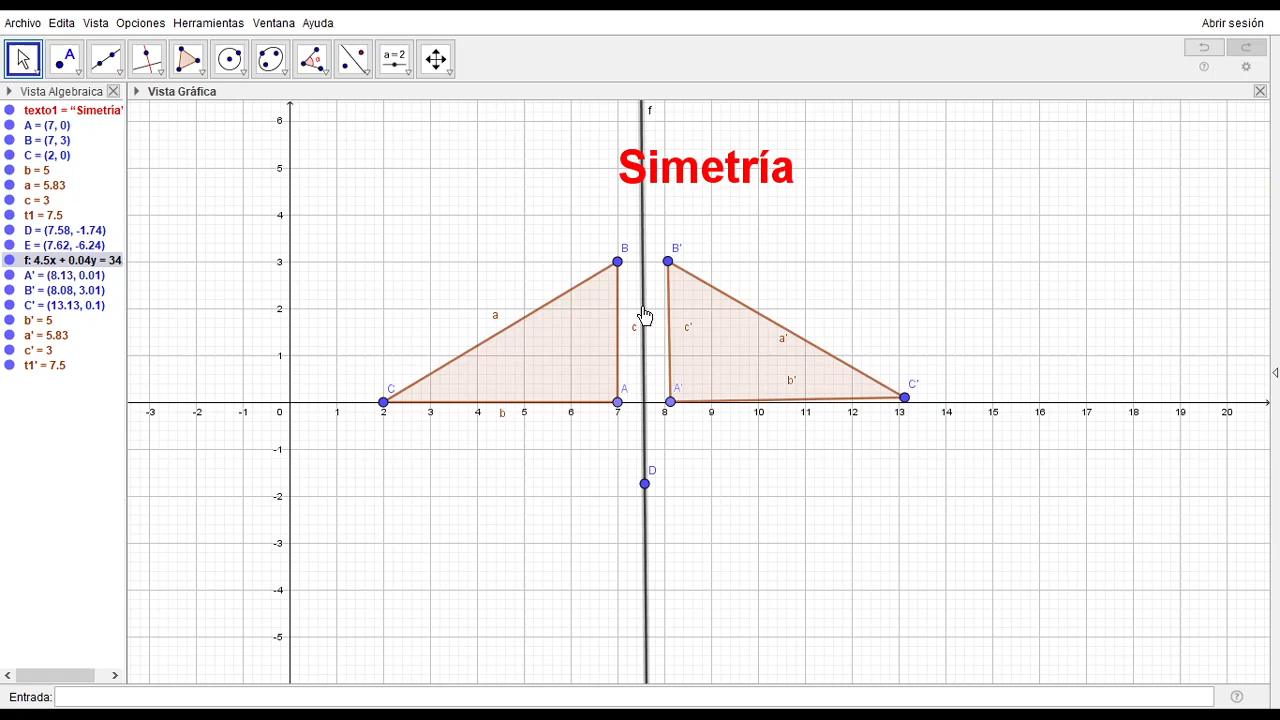 Archivo Edita Vista Opciones Herramientas Ventana Ayuda Abrir sesión
A α a=2
Vista Algebraica Vista Gráfica
texto1 = “Simetría”
A = (7, 0)
B = (7, 3)
C = (2, 0)
b = 5
a = 5.83
c = 3
t1 = 7.5
D = (7.58, -1.74)
E = (7.62, -6.24)
f: 4.5x + 0.04y = 34
A' = (8.13, 0.01)
B' = (8.08, 3.01)
C' = (13.13, 0.1)
b' = 5
a' = 5.83
c' = 3
t1' = 7.5
f
Simetría
6
5
4
3
2
1
0
-1
-2
-3
-4
-5
B B'
a c c' a'
b'
C A A' C'
b
D
-3 -2 -1 0 1 2 3 4 5 6 7 8 9 10 11 12 13 14 15 16 17 18 19 20
Entrada: